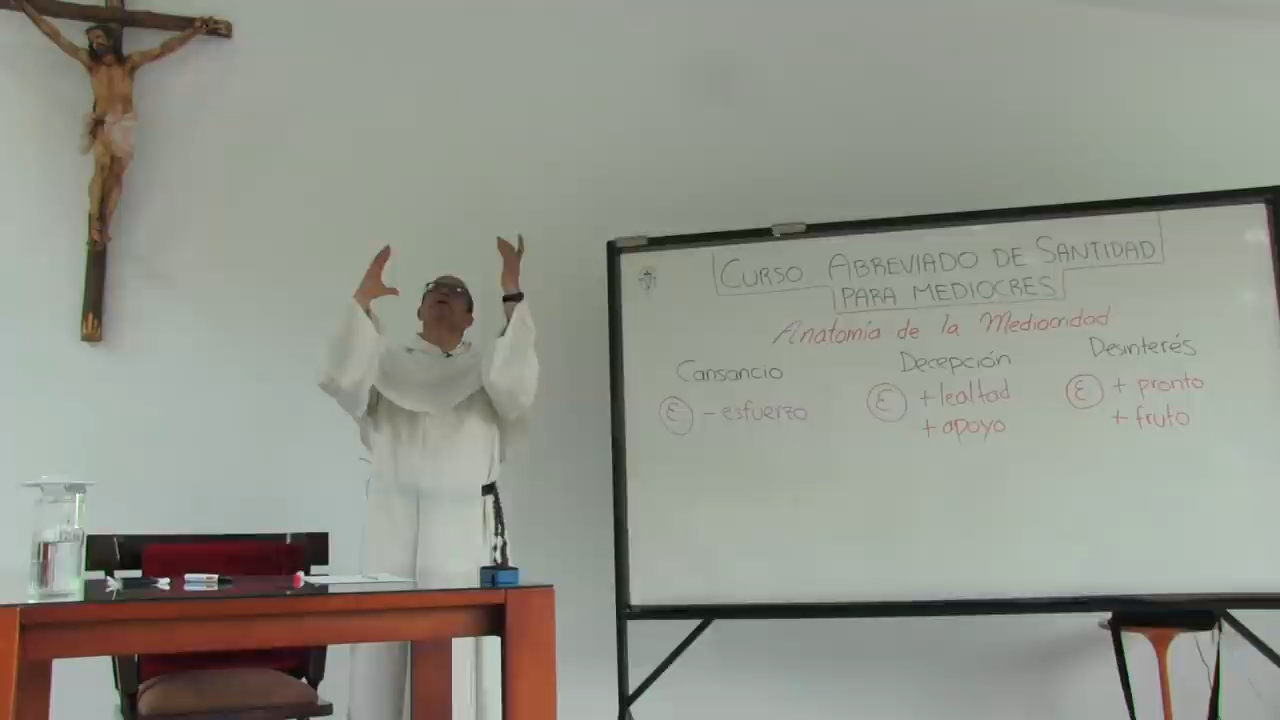 CURSO ABREVIADO DE SANTIDAD
PARA MEDIOCRES
Anatomía de la Mediocridad
Cansancio
Ɛ - esfuerzo
Decepción
Ɛ + lealtad
+ apoyo
Desinterés
Ɛ + pronto
+ fruto